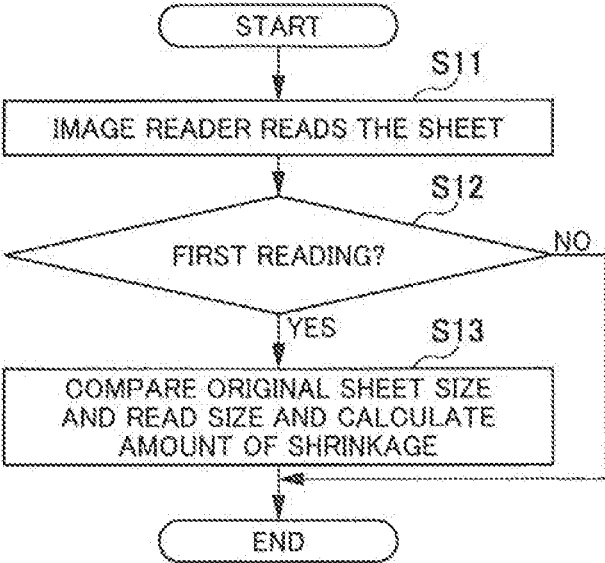 START
S11
IMAGE READER READS THE SHEET
S12
FIRST READING?
NO
YES
S13
COMPARE ORIGINAL SHEET SIZE
AND READ SIZE AND CALCULATE
AMOUNT OF SHRINKAGE
END